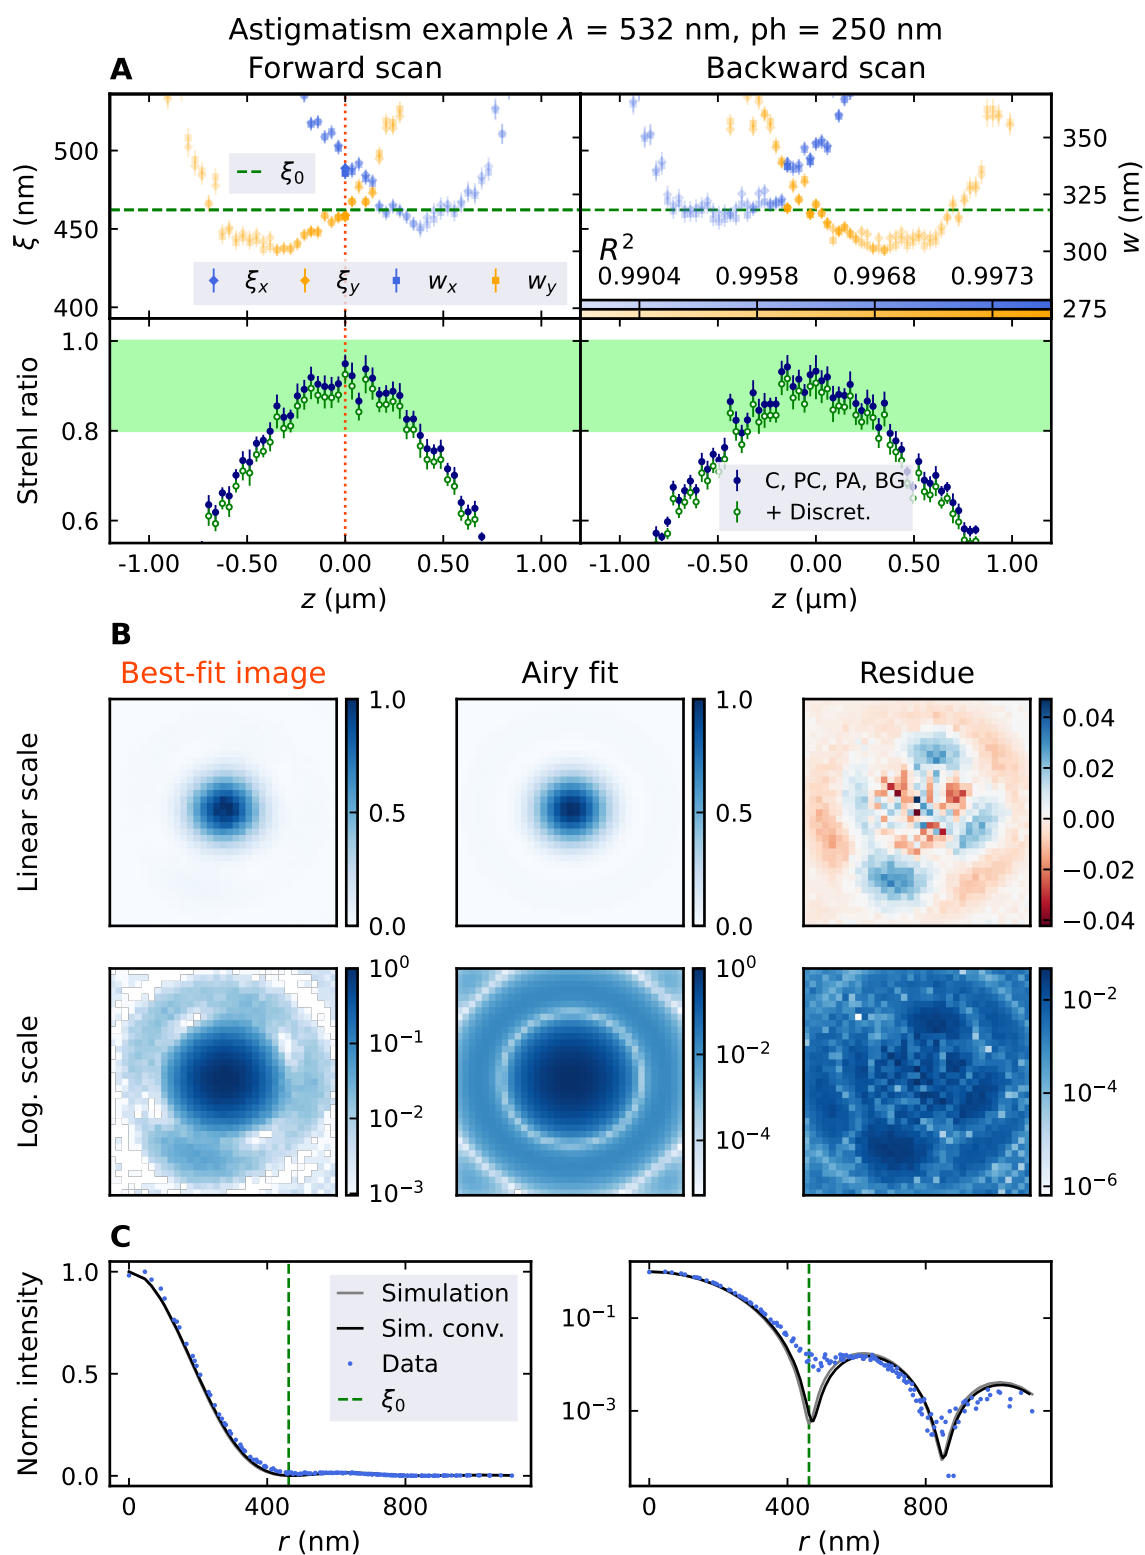 Astigmatism example λ = 532 nm, ph = 250 nm
A Forward scan Backward scan
500
450
400
ξ (nm)
ξ₀
ξₓ ξᵧ wₓ wᵧ
R²
0.9904 0.9958 0.9968 0.9973
350
325
300
275
w (nm)
1.0
0.8
0.6
Strehl ratio
C, PC, PA, BG
+ Discret.
-1.00 -0.50 0.00 0.50 1.00 -1.00 -0.50 0.00 0.50 1.00
z (μm) z (μm)
B
Best-fit image Airy fit Residue
Linear scale
1.0
0.5
0.0
1.0
0.5
0.0
0.04
0.02
0.00
−0.02
−0.04
Log. scale
10⁰
10⁻¹
10⁻²
10⁻³
10⁰
10⁻²
10⁻⁴
10⁻²
10⁻⁴
10⁻⁶
C
Norm. intensity
1.0
0.5
0.0
Simulation
Sim. conv.
Data
ξ₀
10⁻¹
10⁻³
0 400 800 0 400 800
r (nm) r (nm)